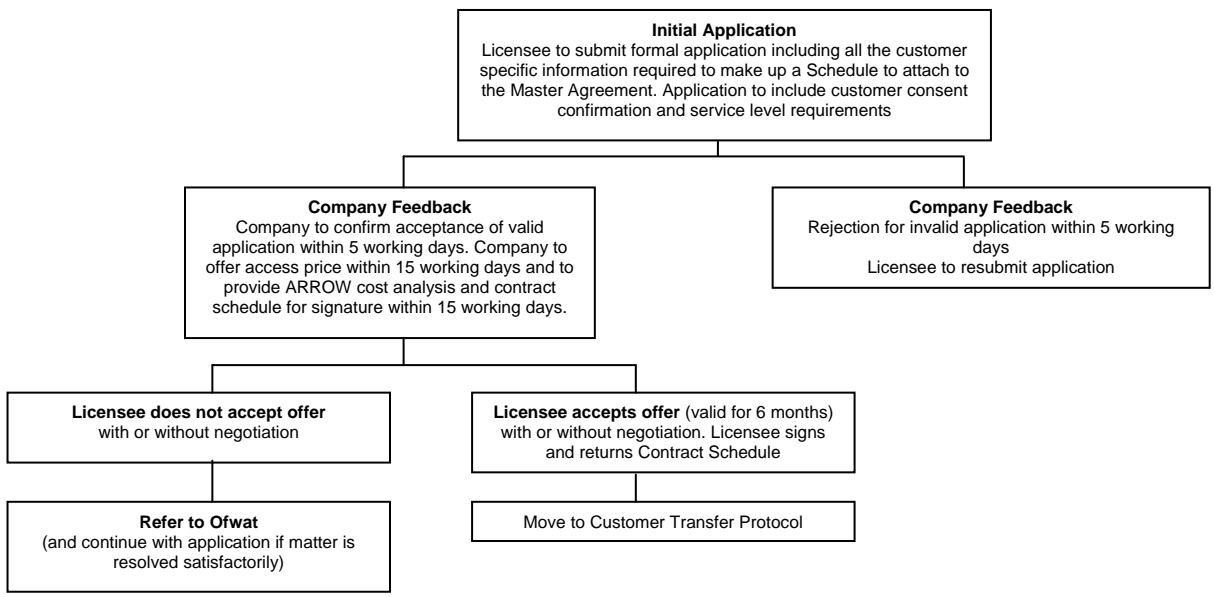 Initial Application
Licensee to submit formal application including all the customer
specific information required to make up a Schedule to attach to
the Master Agreement. Application to include customer consent
confirmation and service level requirements
Company Feedback
Company to confirm acceptance of valid
application within 5 working days. Company to
offer access price within 15 working days and to
provide ARROW cost analysis and contract
schedule for signature within 15 working days.
Company Feedback
Rejection for invalid application within 5 working
days
Licensee to resubmit application
Licensee does not accept offer
with or without negotiation
Licensee accepts offer (valid for 6 months)
with or without negotiation. Licensee signs
and returns Contract Schedule
Refer to Ofwat
(and continue with application if matter is
resolved satisfactorily)
Move to Customer Transfer Protocol